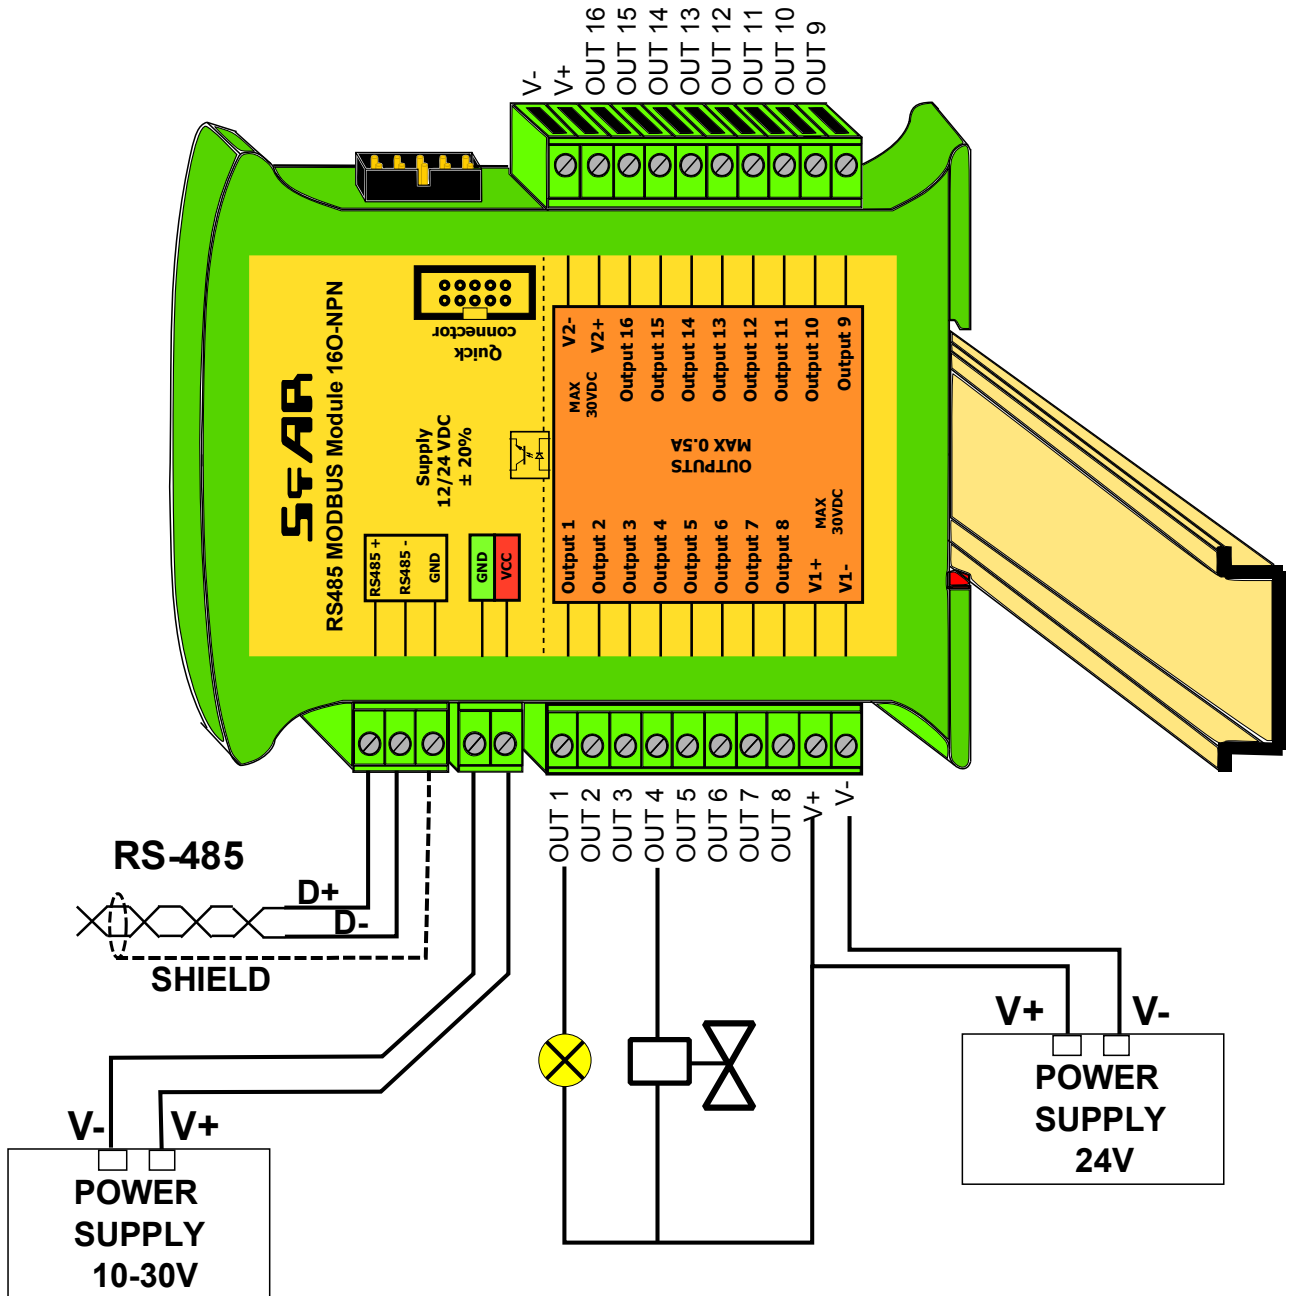 V-
V+
OUT 16
OUT 15
OUT 14
OUT 13
OUT 12
OUT 11
OUT 10
OUT 9
SFAR
RS485 MODBUS Module 16O-NPN
Quick
connector
Supply
12/24 VDC
± 20%
RS485 +
RS485 -
GND
GND
VCC
V2-
V2+
MAX
30VDC
Output 16
Output 15
Output 14
Output 13
Output 12
Output 11
Output 10
Output 9
OUTPUTS
MAX 0.5A
Output 1
Output 2
Output 3
Output 4
Output 5
Output 6
Output 7
Output 8
V1+
V1-
MAX
30VDC
OUT 1
OUT 2
OUT 3
OUT 4
OUT 5
OUT 6
OUT 7
OUT 8
V+
V-
RS-485
D+
D-
SHIELD
V-
V+
POWER
SUPPLY
10-30V
V+
V-
POWER
SUPPLY
24V